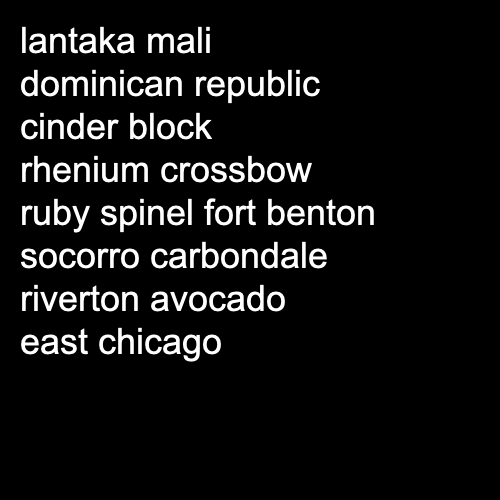 lantaka mali
dominican republic
cinder block
rhenium crossbow
ruby spinel fort benton
socorro carbondale
riverton avocado
east chicago